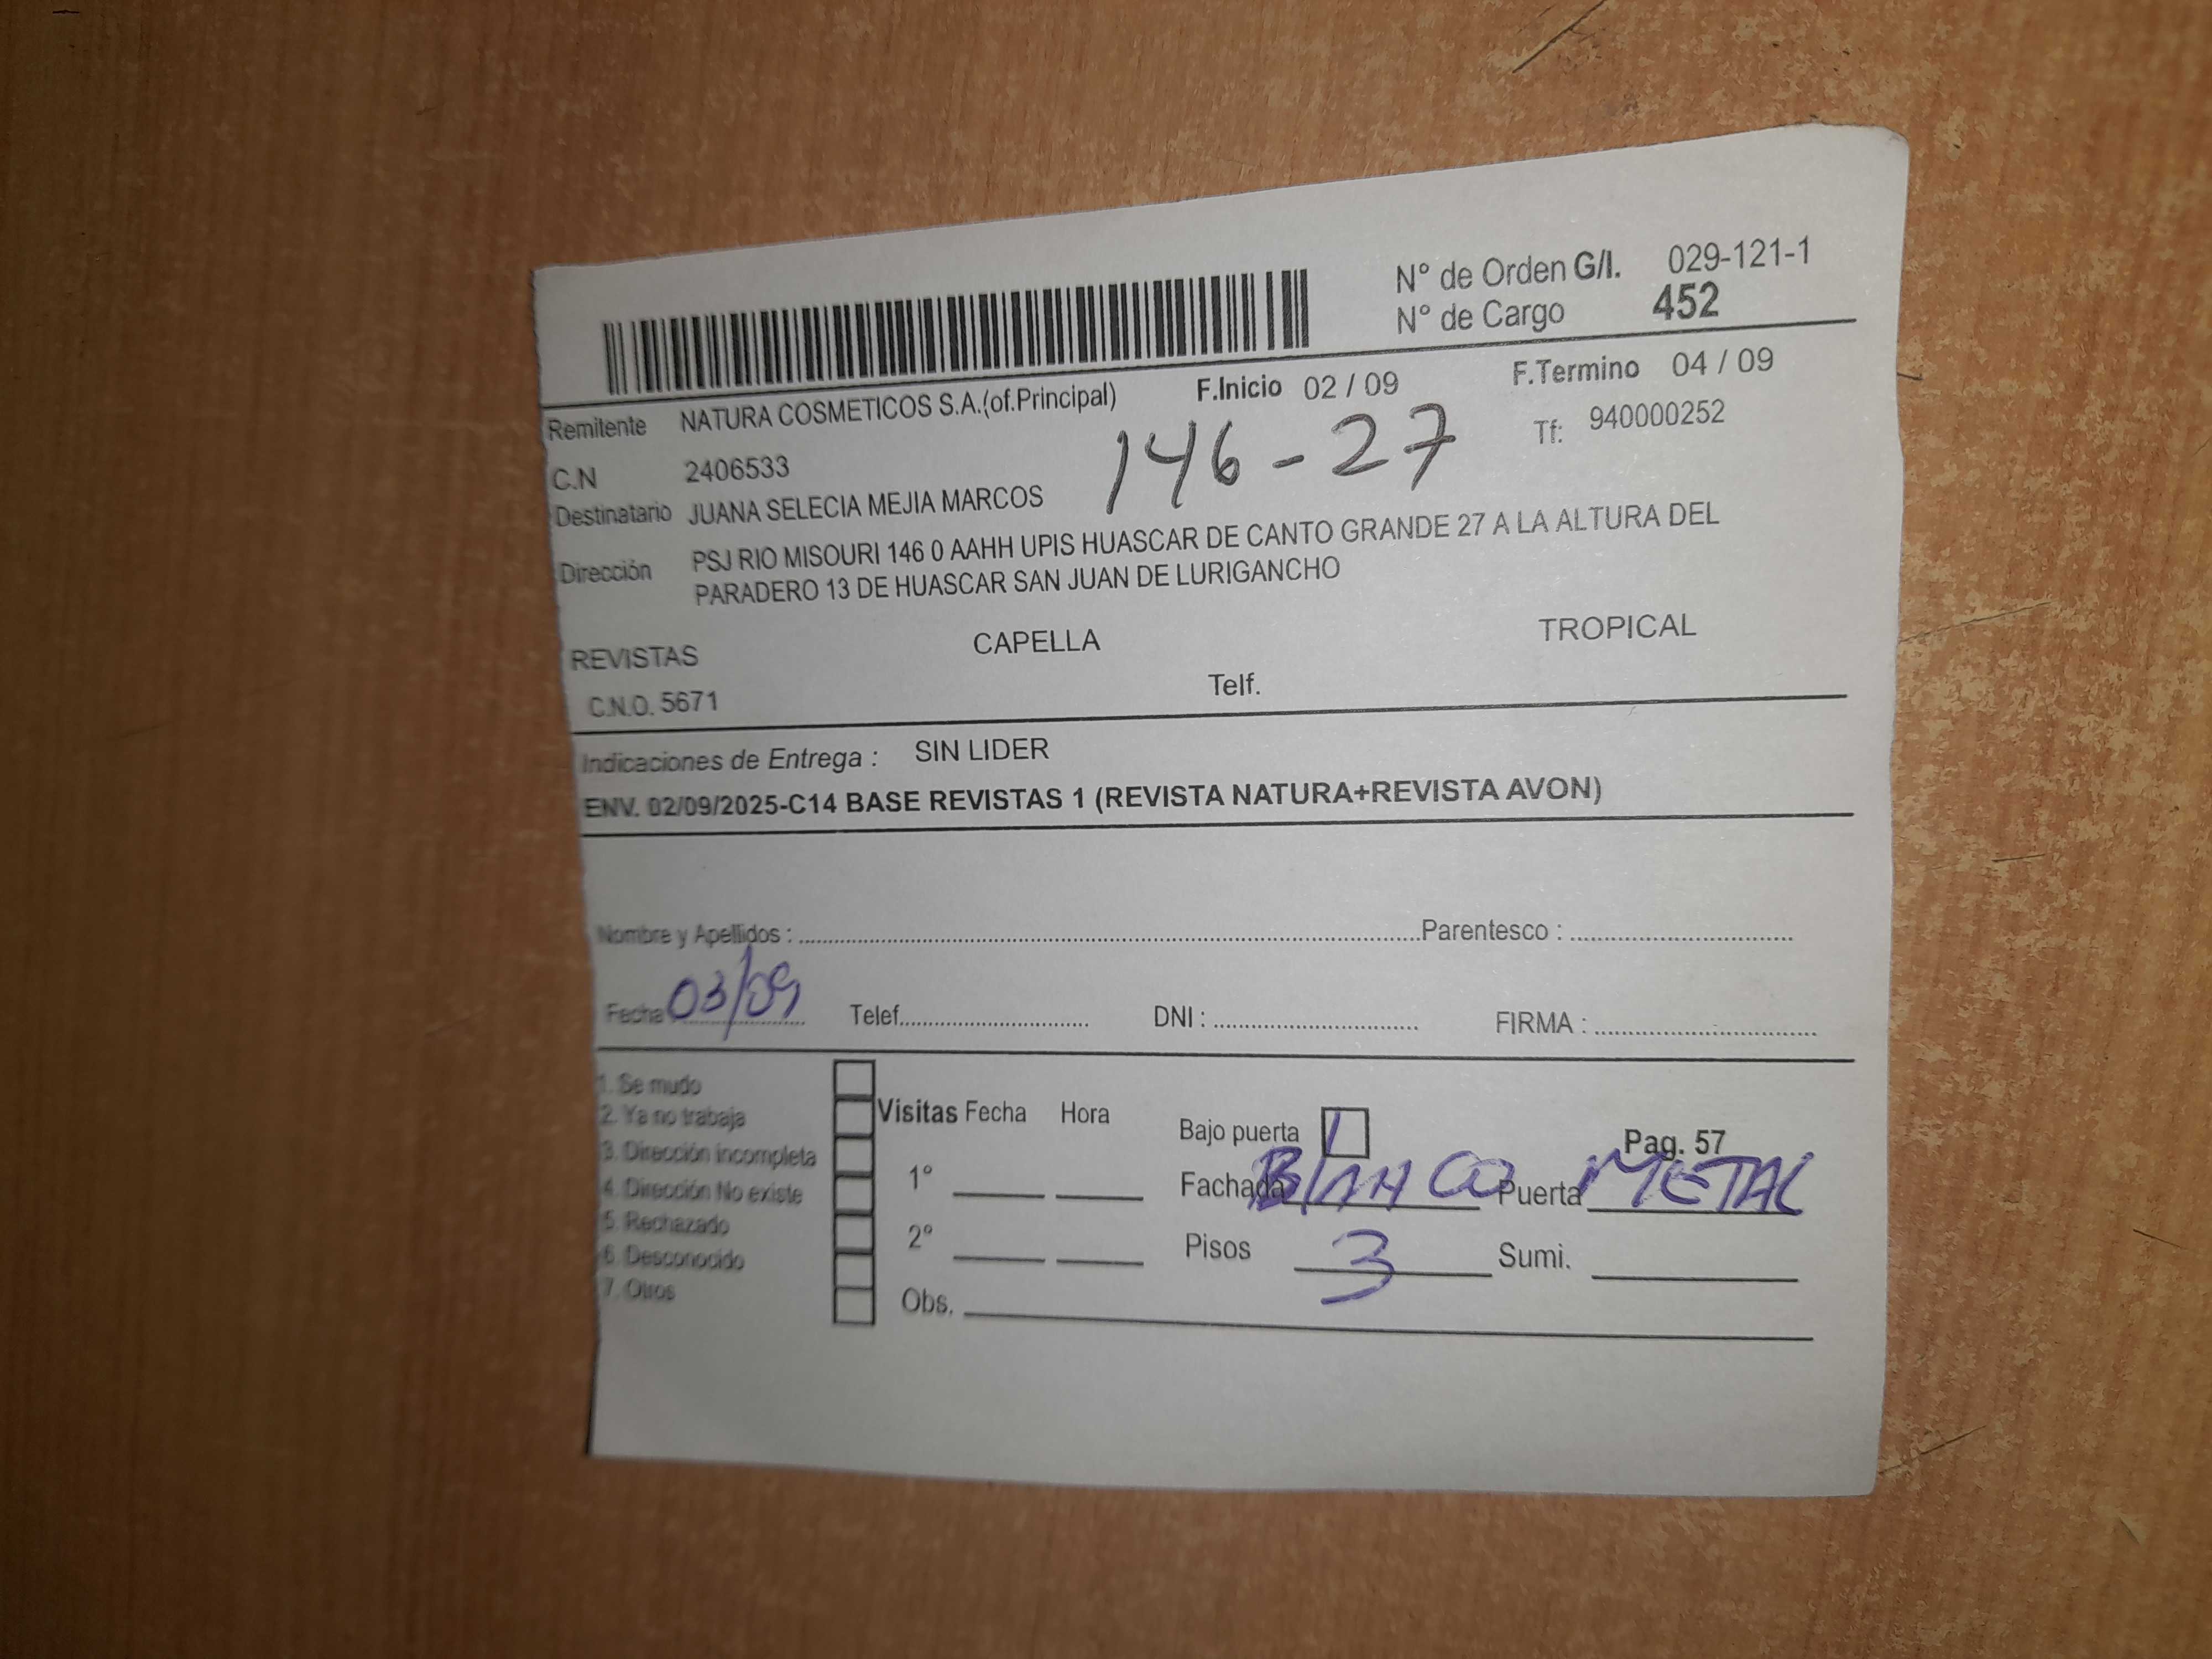 N° de Orden G/I. 029-121-1
N° de Cargo 452
F.Inicio 02 / 09 F.Termino 04 / 09
Remitente NATURA COSMETICOS S.A.(of.Principal)
Tf: 940000252
146-27
C.N 2406533
Destinatario JUANA SELECIA MEJIA MARCOS
Dirección PSJ RIO MISOURI 146 0 AAHH UPIS HUASCAR DE CANTO GRANDE 27 A LA ALTURA DEL
PARADERO 13 DE HUASCAR SAN JUAN DE LURIGANCHO
REVISTAS CAPELLA TROPICAL
C.N.O. 5671 Telf.
Indicaciones de Entrega : SIN LIDER
ENV. 02/09/2025-C14 BASE REVISTAS 1 (REVISTA NATURA+REVISTA AVON)
Nombre y Apellidos : Parentesco :
Fecha 03/09 Telef. DNI : FIRMA :
1. Se mudo
2. Ya no trabaja
3. Dirección incompleta
4. Dirección No existe
5. Rechazado
6. Desconocido
7. Otros
Visitas Fecha Hora
1°
2°
Obs.
Bajo puerta Pag. 57
Fachada BlANCO Puerta METAL
Pisos 3 Sumi.